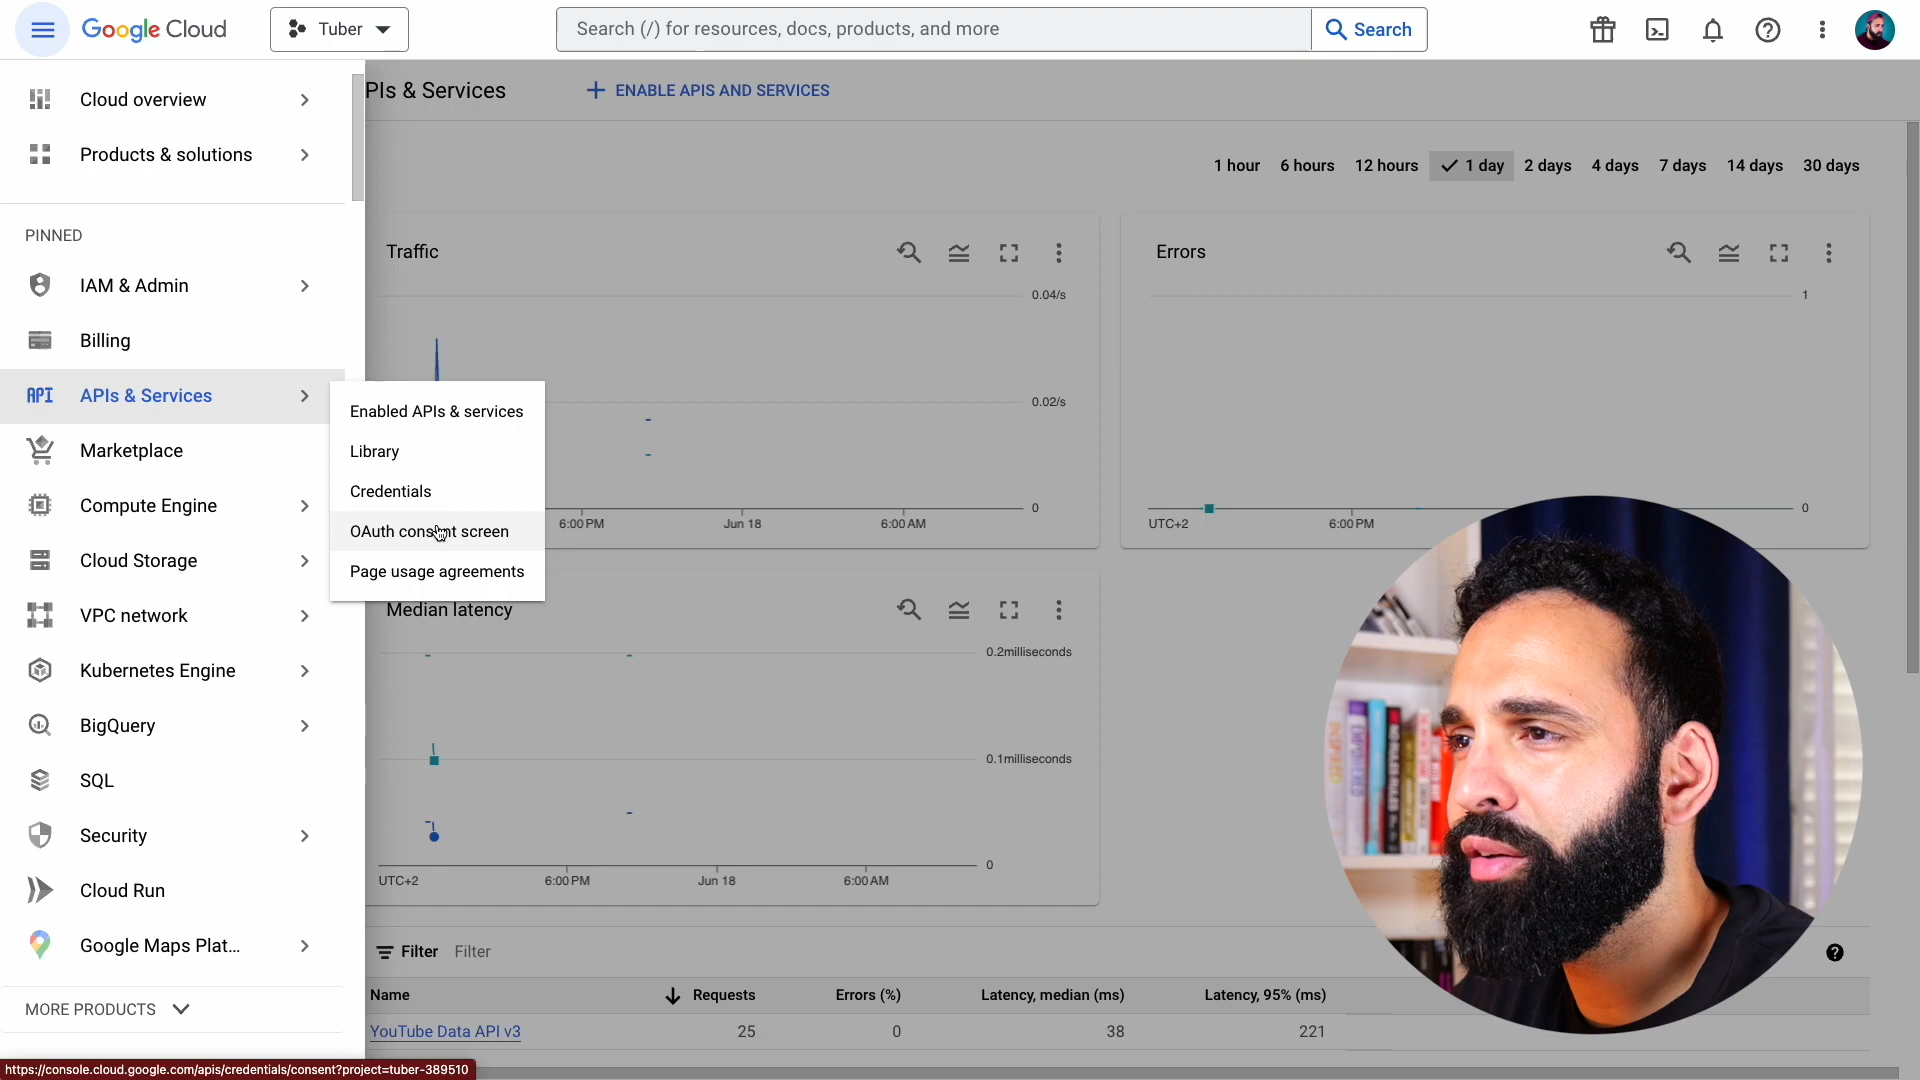 Google Cloud
Tuber
Search (/) for resources, docs, products, and more
Search
Cloud overview
Products & solutions
PINNED
IAM & Admin
Billing
APIs & Services
Marketplace
Compute Engine
Cloud Storage
VPC network
Kubernetes Engine
BigQuery
SQL
Security
Cloud Run
Google Maps Plat...
MORE PRODUCTS
https://console.cloud.google.com/apis/credentials/consent?project=tuber-389510
Enabled APIs & services
Library
Credentials
OAuth consent screen
Page usage agreements
PIs & Services
ENABLE APIS AND SERVICES
1 hour 6 hours 12 hours 1 day 2 days 4 days 7 days 14 days 30 days
Traffic
0.04/s
0.02/s
0
6:00 PM Jun 18 6:00 AM
Errors
1
0
UTC+2 6:00 PM
Median latency
0.2milliseconds
0.1milliseconds
0
UTC+2 6:00 PM Jun 18 6:00 AM
Filter Filter
Name Requests Errors (%) Latency, median (ms) Latency, 95% (ms)
YouTube Data API v3 25 0 38 221